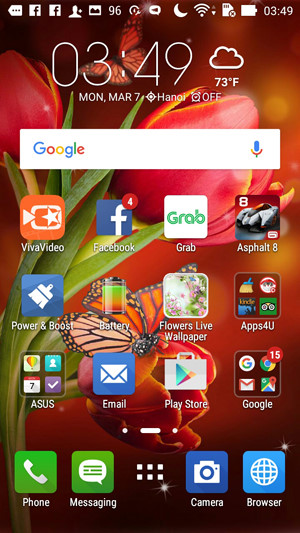 96 03:49
03:49
73°F
MON, MAR 7 Hanoi OFF
Google
4
Grab
8
VivaVideo Facebook Grab Asphalt 8
Power & Boost Battery Flowers Live Wallpaper Apps4U
15
7
ASUS Email Play Store Google
Phone Messaging Camera Browser